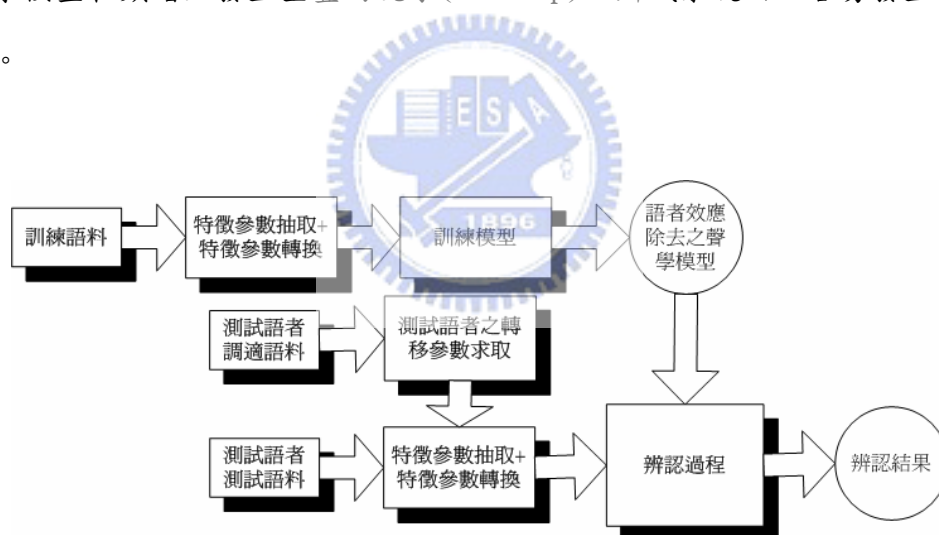 。
ESA
1896
訓練語料
特徵參數抽取+
特徵參數轉換
訓練模型
語者效應
除去之聲
學模型
測試語者
調適語料
測試語者之轉
移參數求取
測試語者
測試語料
特徵參數抽取+
特徵參數轉換
辨認過程
辨認結果